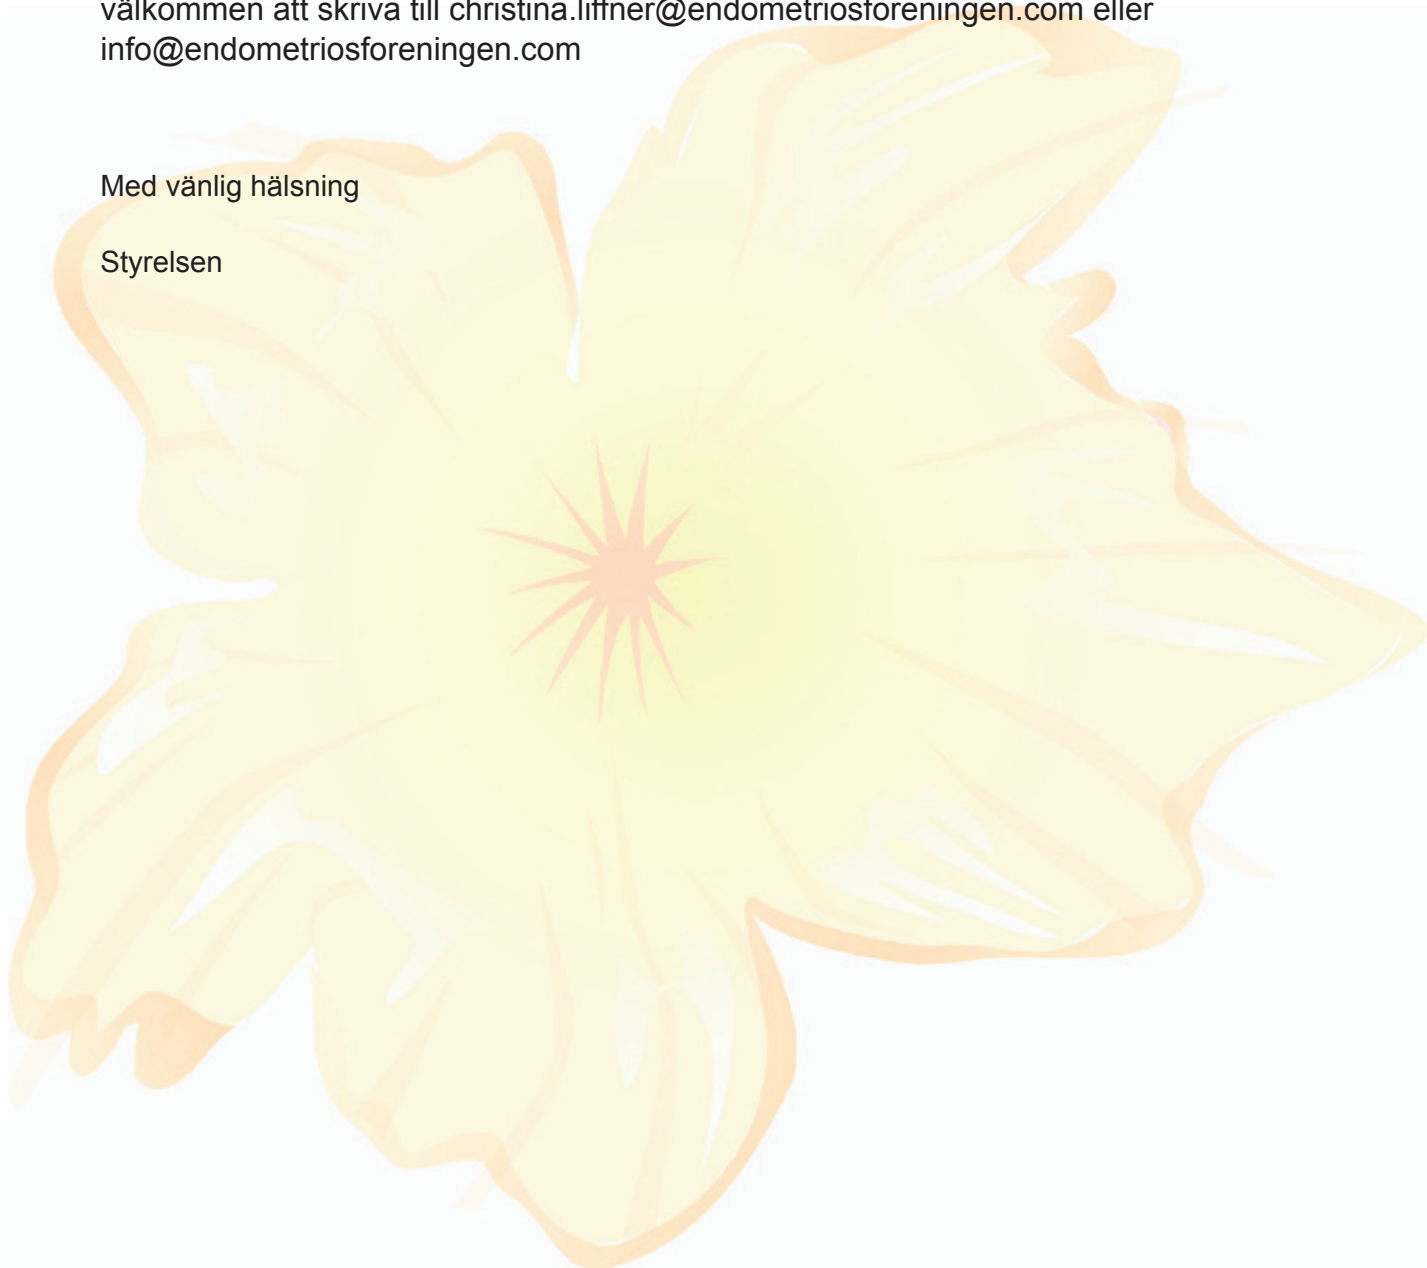 välkommen att skriva till christina.liffner@endometriosforeningen.com eller
info@endometriosforeningen.com
Med vänlig hälsning
Styrelsen